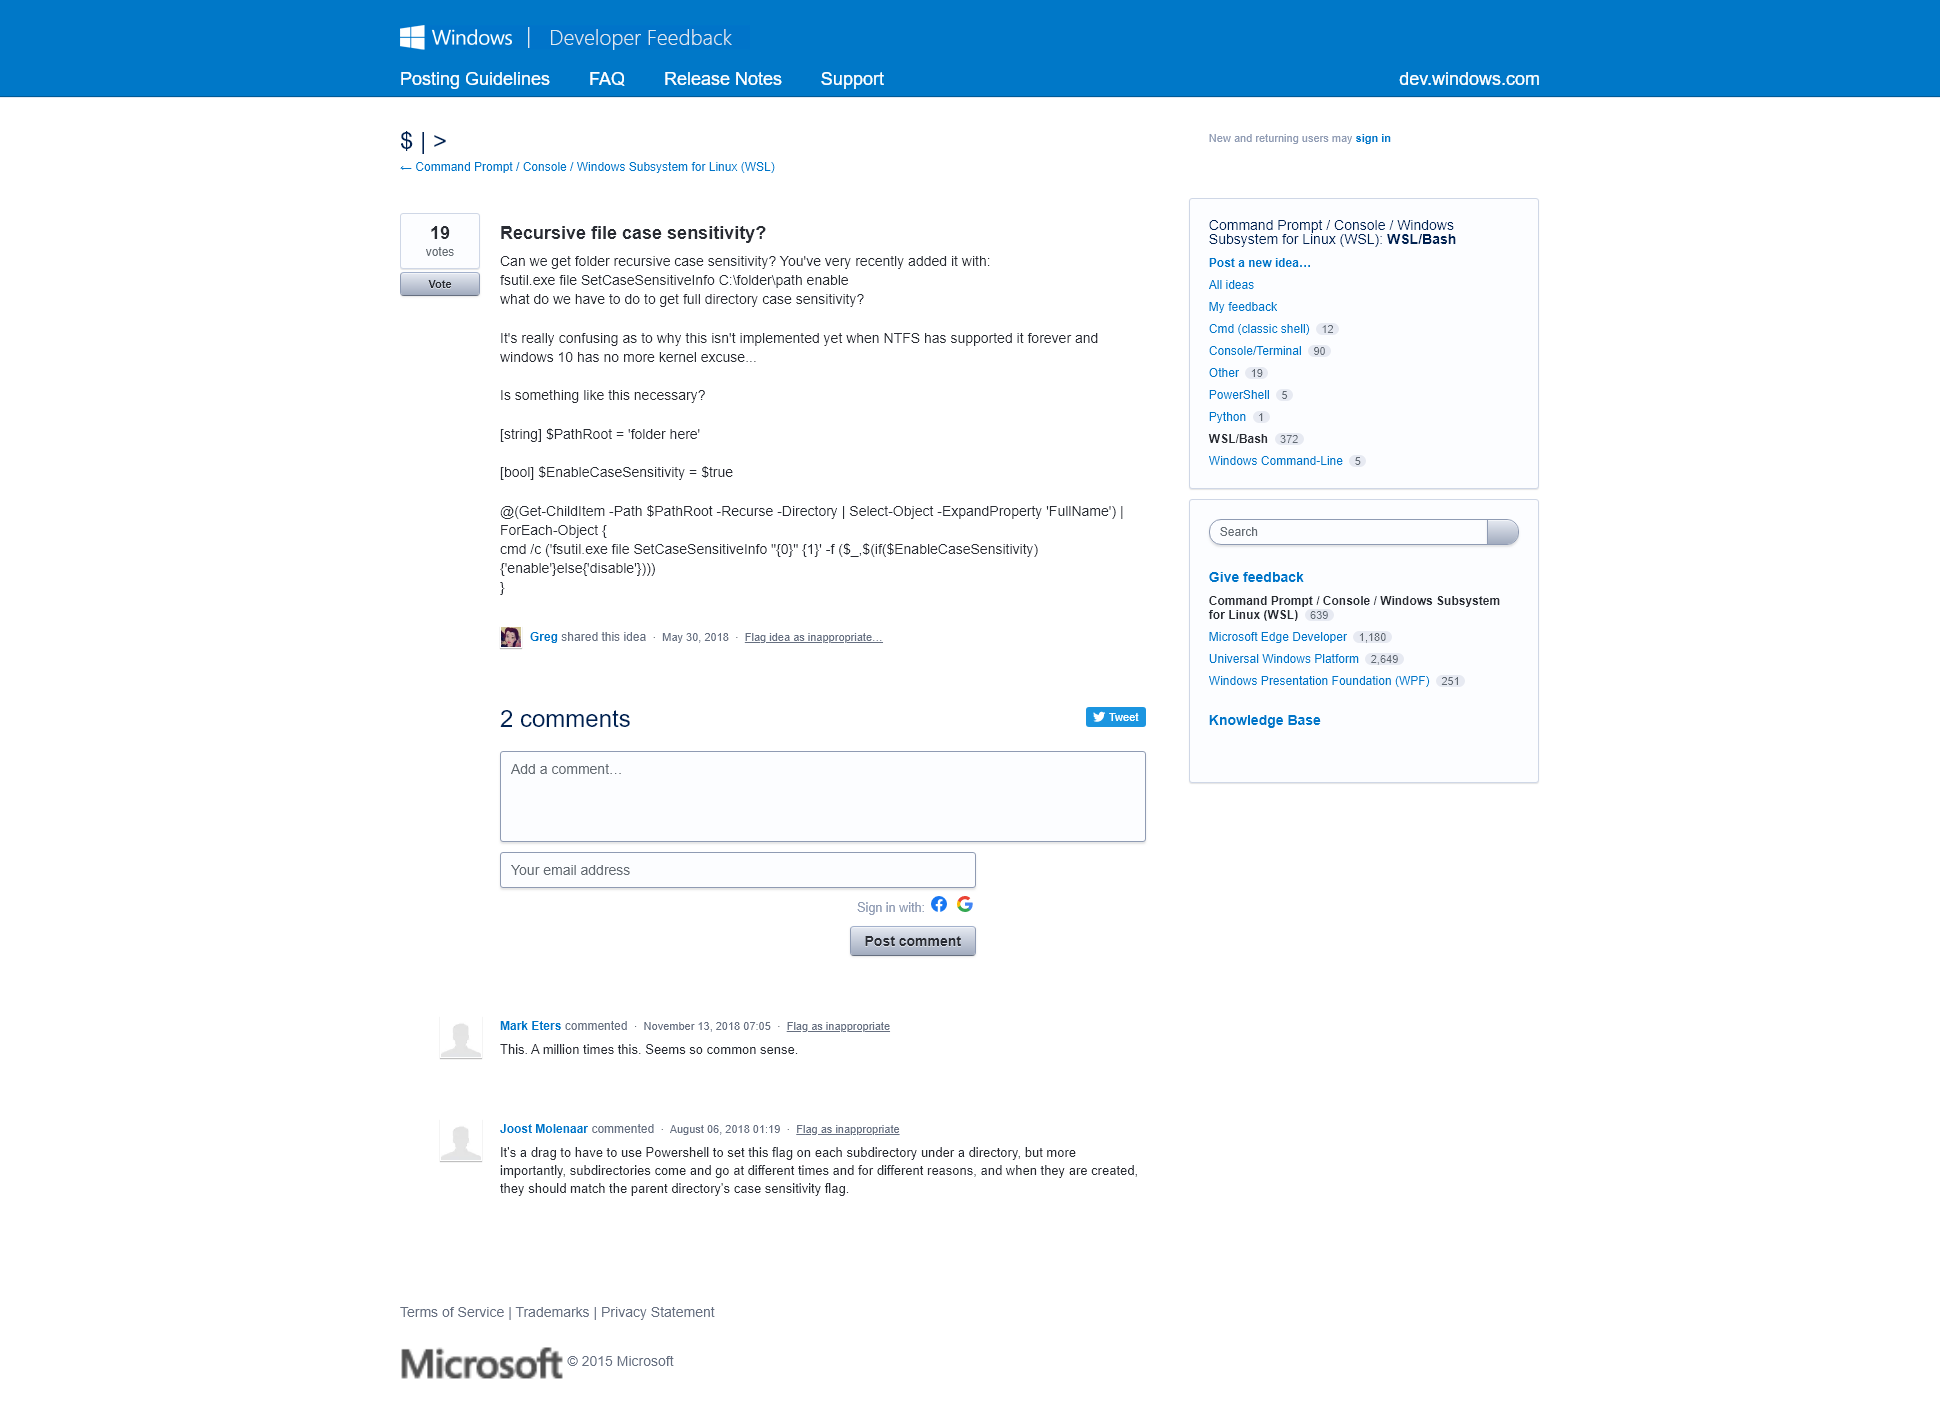 Windows | Developer Feedback
Posting Guidelines FAQ Release Notes Support dev.windows.com
$ | >
← Command Prompt / Console / Windows Subsystem for Linux (WSL)
New and returning users may sign in
19
votes
Vote
Recursive file case sensitivity?
Can we get folder recursive case sensitivity? You've very recently added it with:
fsutil.exe file SetCaseSensitiveInfo C:\folder\path enable
what do we have to do to get full directory case sensitivity?
It's really confusing as to why this isn't implemented yet when NTFS has supported it forever and
windows 10 has no more kernel excuse...
Is something like this necessary?
[string] $PathRoot = 'folder here'
[bool] $EnableCaseSensitivity = $true
@(Get-ChildItem -Path $PathRoot -Recurse -Directory | Select-Object -ExpandProperty 'FullName') |
ForEach-Object {
cmd /c ('fsutil.exe file SetCaseSensitiveInfo "{0}" {1}' -f ($_,$(if($EnableCaseSensitivity)
{'enable'}else{'disable'})))
}
Greg shared this idea · May 30, 2018 · Flag idea as inappropriate…
2 comments
Tweet
Add a comment…
Your email address
Sign in with:
Post comment
Mark Eters commented · November 13, 2018 07:05 · Flag as inappropriate
This. A million times this. Seems so common sense.
Joost Molenaar commented · August 06, 2018 01:19 · Flag as inappropriate
It's a drag to have to use Powershell to set this flag on each subdirectory under a directory, but more
importantly, subdirectories come and go at different times and for different reasons, and when they are created,
they should match the parent directory's case sensitivity flag.
Command Prompt / Console / Windows
Subsystem for Linux (WSL): WSL/Bash
Post a new idea…
All ideas
My feedback
Cmd (classic shell) 12
Console/Terminal 90
Other 19
PowerShell 5
Python 1
WSL/Bash 372
Windows Command-Line 5
Search
Give feedback
Command Prompt / Console / Windows Subsystem
for Linux (WSL) 639
Microsoft Edge Developer 1,180
Universal Windows Platform 2,649
Windows Presentation Foundation (WPF) 251
Knowledge Base
Terms of Service | Trademarks | Privacy Statement
Microsoft © 2015 Microsoft